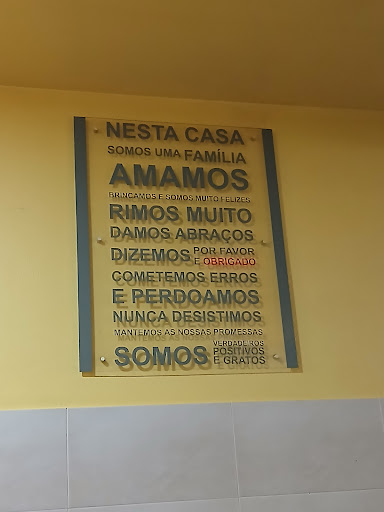 NESTA CASA
SOMOS UMA FAMÍLIA
AMAMOS
BRINCAMOS E SOMOS MUITO FELIZES
RIMOS MUITO
DAMOS ABRAÇOS
DIZEMOS POR FAVOR
E OBRIGADO
COMETEMOS ERROS
E PERDOAMOS
NUNCA DESISTIMOS
MANTEMOS AS NOSSAS PROMESSAS
SOMOS VERDADEIROS
POSITIVOS
E GRATOS